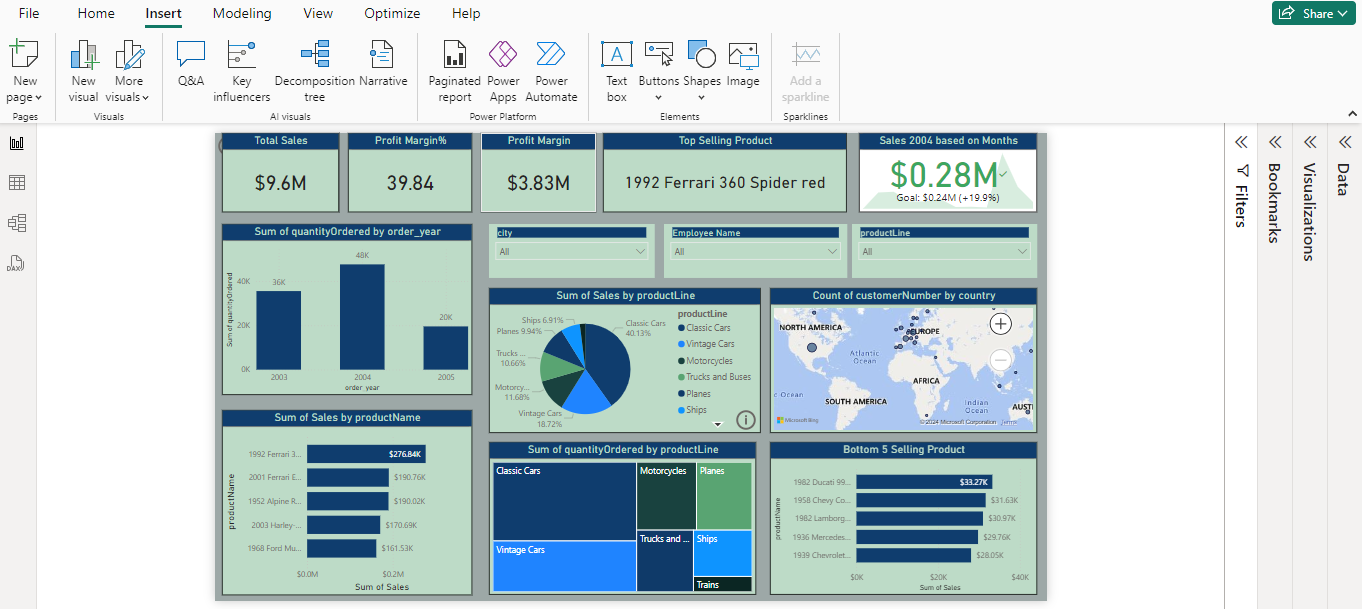 File Home Insert Modeling View Optimize Help Share
New page
New visual
More visuals
Q&A
Key influencers
Decomposition tree
Narrative
Paginated report
Power Apps
Power Automate
Text box
Buttons
Shapes
Image
Add a sparkline
Pages
Visuals
AI visuals
Power Platform
Elements
Sparklines
DAX
Total Sales
$9.6M
Profit Margin%
39.84
Profit Margin
$3.83M
Top Selling Product
1992 Ferrari 360 Spider red
Sales 2004 based on Months
$0.28M
Goal: $0.24M (+19.9%)
Sum of quantityOrdered by order_year
Sum of quantityOrdered
40K
20K
0K
36K
48K
20K
2003
2004
2005
order_year
city
All
Employee Name
All
productLine
All
Sum of Sales by productLine
Ships 6.91%
Planes 9.94%
Trucks ...
10.66%
Motorcy...
11.68%
Vintage Cars
18.72%
Classic Cars
40.13%
productLine
Classic Cars
Vintage Cars
Motorcycles
Trucks and Buses
Planes
Ships
Count of customerNumber by country
NORTH AMERICA
EUROPE
Atlantic
Ocean
AFRICA
c Ocean
SOUTH AMERICA
Indian
Ocean
AUST
Microsoft Bing
© 2024 Microsoft Corporation Terms
Sum of Sales by productName
productName
1992 Ferrari 3... $276.84K
2001 Ferrari E... $190.76K
1952 Alpine R... $190.02K
2003 Harley-... $170.69K
1968 Ford Mu... $161.53K
$0.0M $0.2M
Sum of Sales
Sum of quantityOrdered by productLine
Classic Cars
Vintage Cars
Motorcycles
Planes
Trucks and ...
Ships
Trains
Bottom 5 Selling Product
productName
1982 Ducati 99... $33.27K
1958 Chevy Co... $31.63K
1982 Lamborg... $30.97K
1936 Mercedes... $29.76K
1939 Chevrolet... $28.05K
$0K $20K $40K
Sum of Sales
Filters
Bookmarks
Visualizations
Data